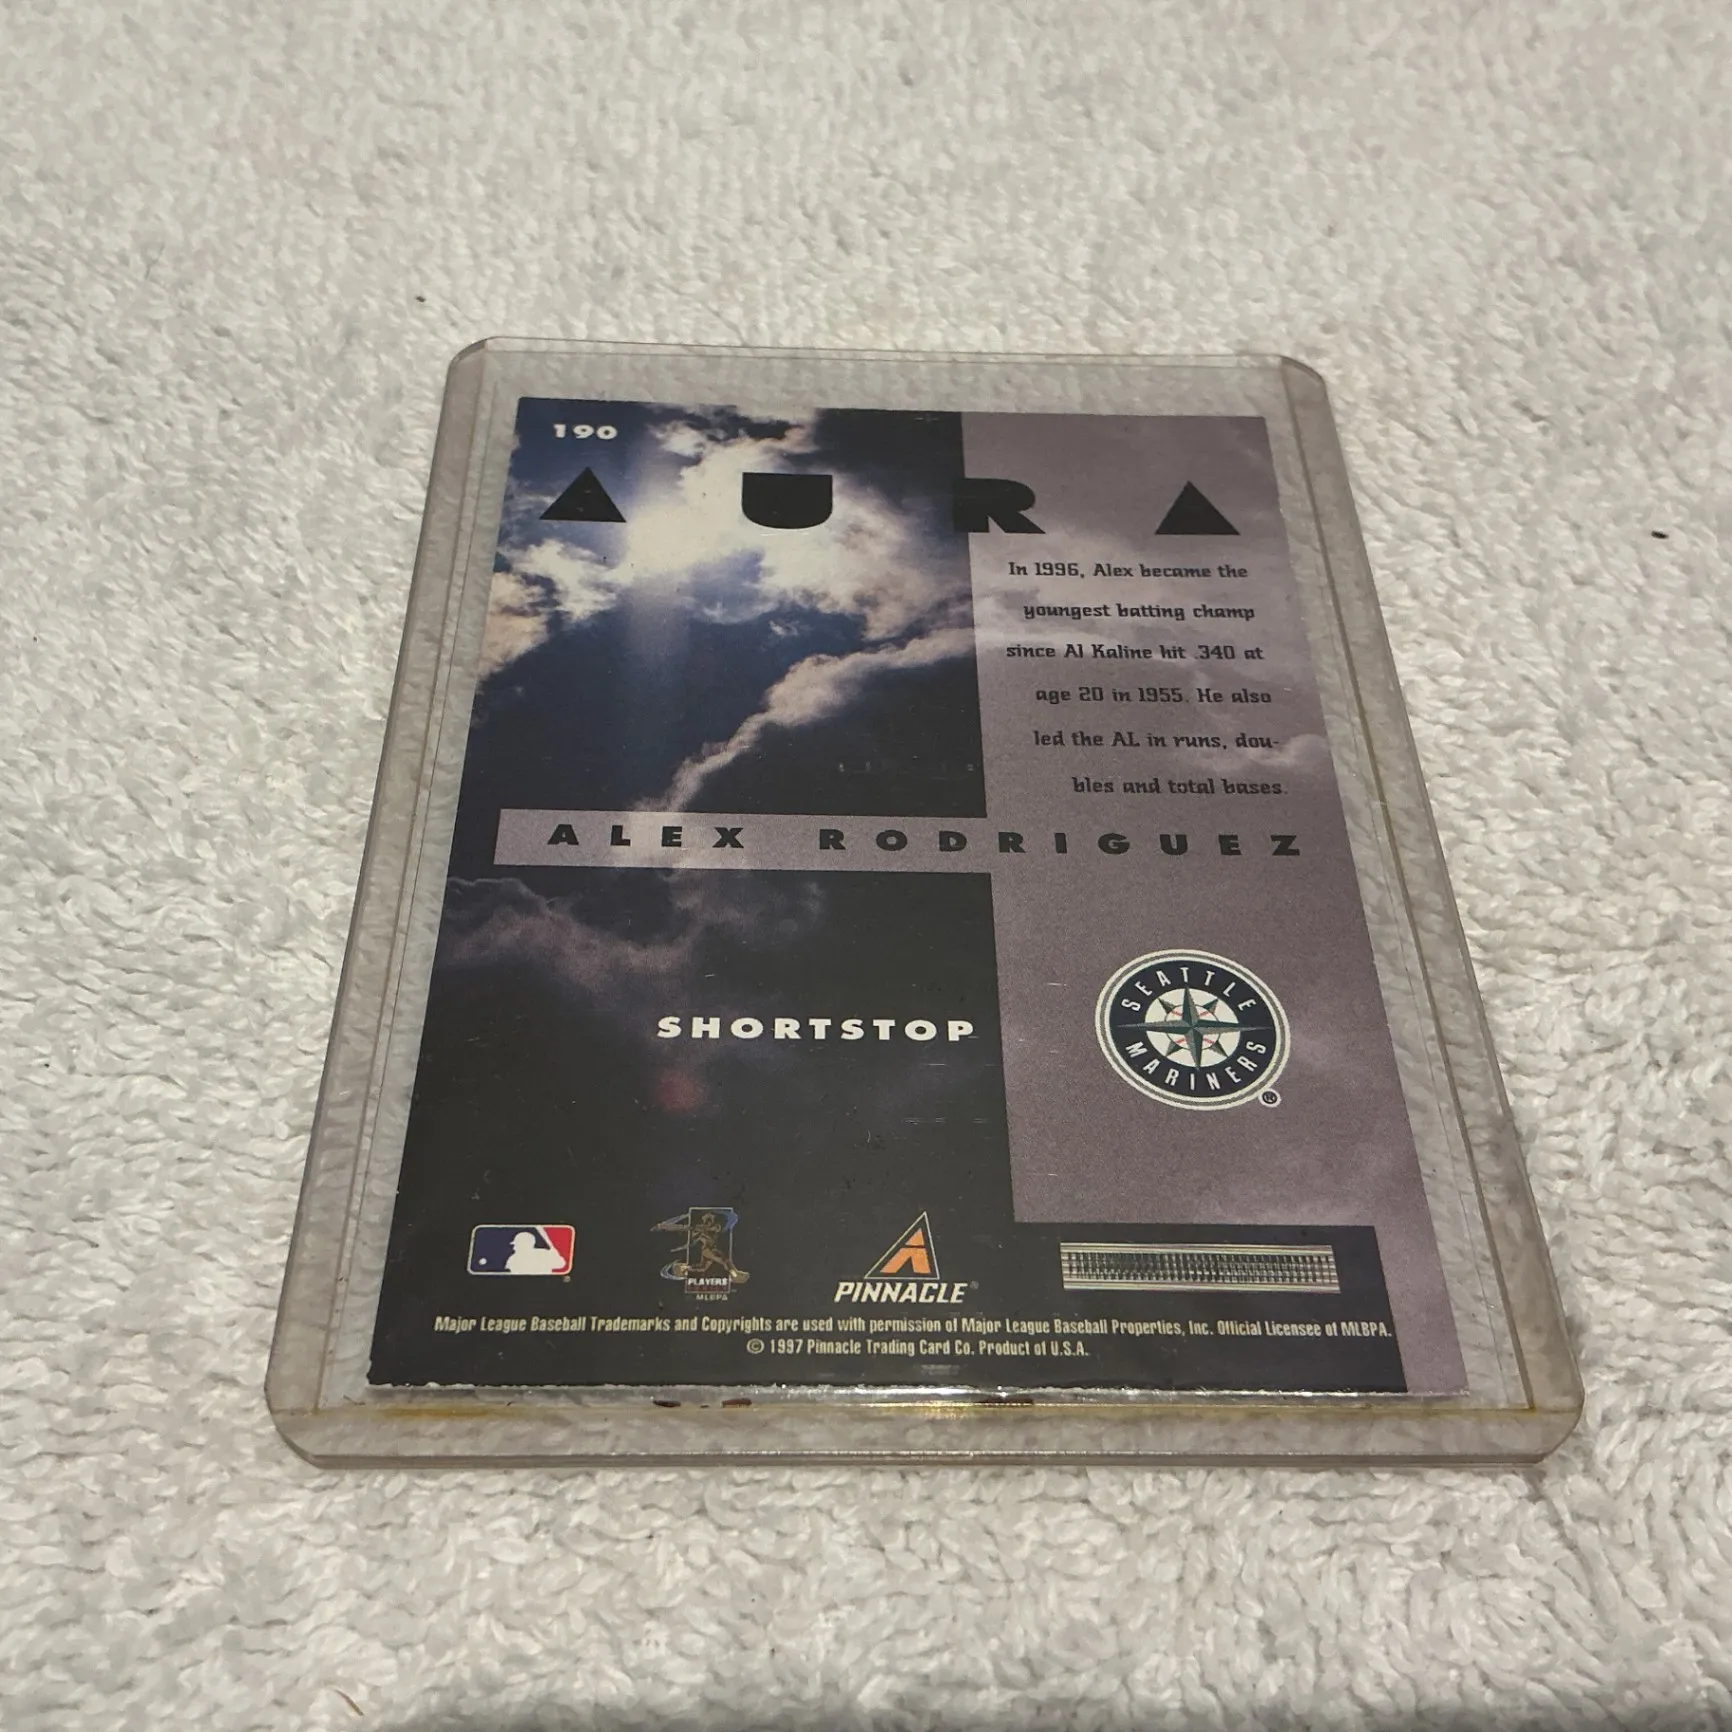 190
AURA
In 1996, Alex became the
youngest batting champ
since Al Kaline hit .340 at
age 20 in 1955. He also
led the AL in runs, dou-
bles and total bases.
ALEX RODRIGUEZ
SHORTSTOP
SEATTLE
MARINERS
®
PLAYERS
MLBPA
PINNACLE®
Major League Baseball Trademarks and Copyrights are used with permission of Major League Baseball Properties, Inc. Official Licensee of MLBPA.
© 1997 Pinnacle Trading Card Co. Product of U.S.A.